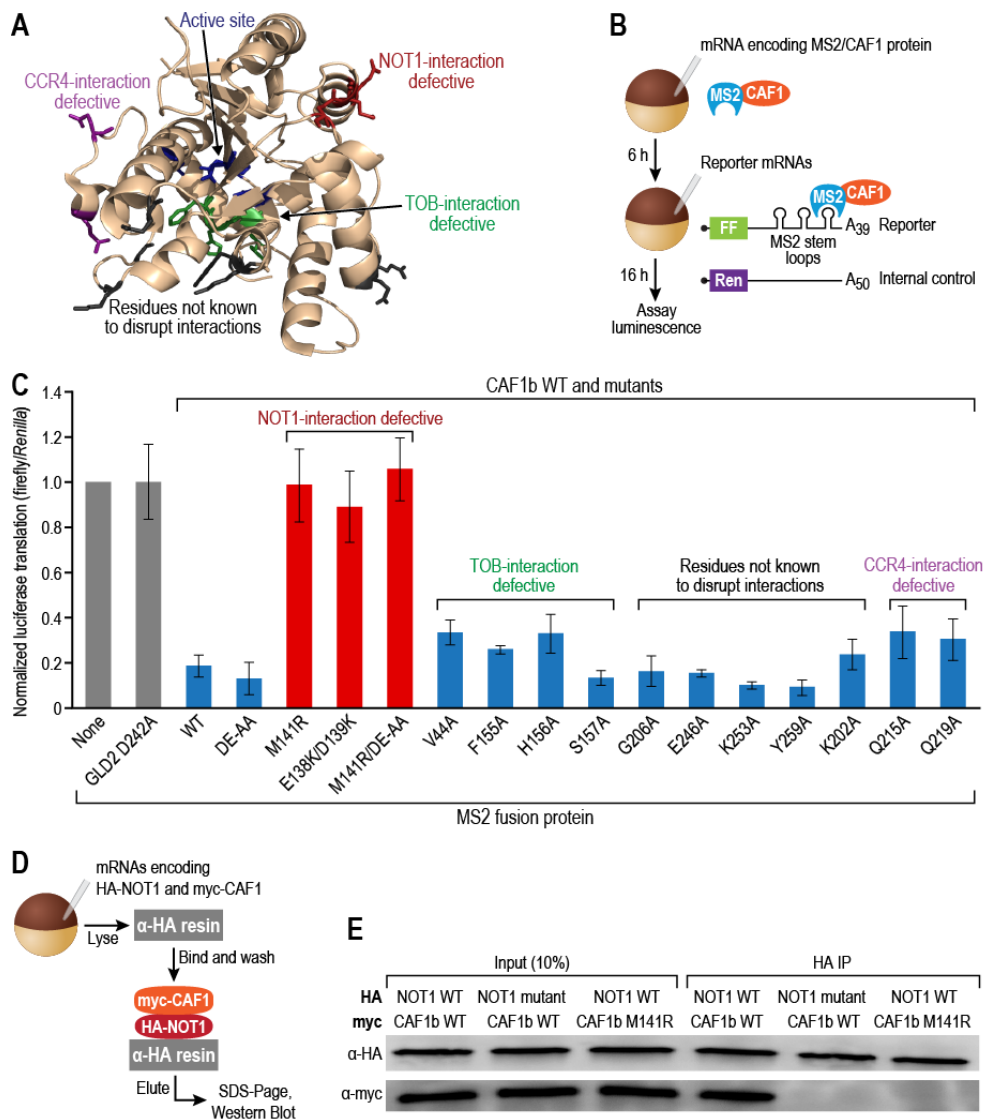 A
Active site
NOT1-interaction
defective
CCR4-interaction
defective
TOB-interaction
defective
Residues not known
to disrupt interactions
B
mRNA encoding MS2/CAF1 protein
MS2 CAF1
6 h
Reporter mRNAs
MS2 CAF1
FF
A39 Reporter
MS2 stem
loops
16 h
Ren
A50 Internal control
Assay
luminescence
C
CAF1b WT and mutants
Normalized luciferase translation (firefly/Renilla)
1.4
1.2
1.0
0.8
0.6
0.4
0.2
0
NOT1-interaction defective
TOB-interaction
defective
Residues not known
to disrupt interactions
CCR4-interaction
defective
None
GLD2 D242A
WT
DE-AA
M141R
E138K/D139K
M141R/DE-AA
V44A
F155A
H156A
S157A
G206A
E246A
K253A
Y259A
K202A
Q215A
Q219A
MS2 fusion protein
D
mRNAs encoding
HA-NOT1 and myc-CAF1
Lyse
α-HA resin
Bind and wash
myc-CAF1
HA-NOT1
α-HA resin
Elute
SDS-Page,
Western Blot
E
Input (10%) HA IP
HA NOT1 WT NOT1 mutant NOT1 WT NOT1 WT NOT1 mutant NOT1 WT
myc CAF1b WT CAF1b WT CAF1b M141R CAF1b WT CAF1b WT CAF1b M141R
α-HA
α-myc